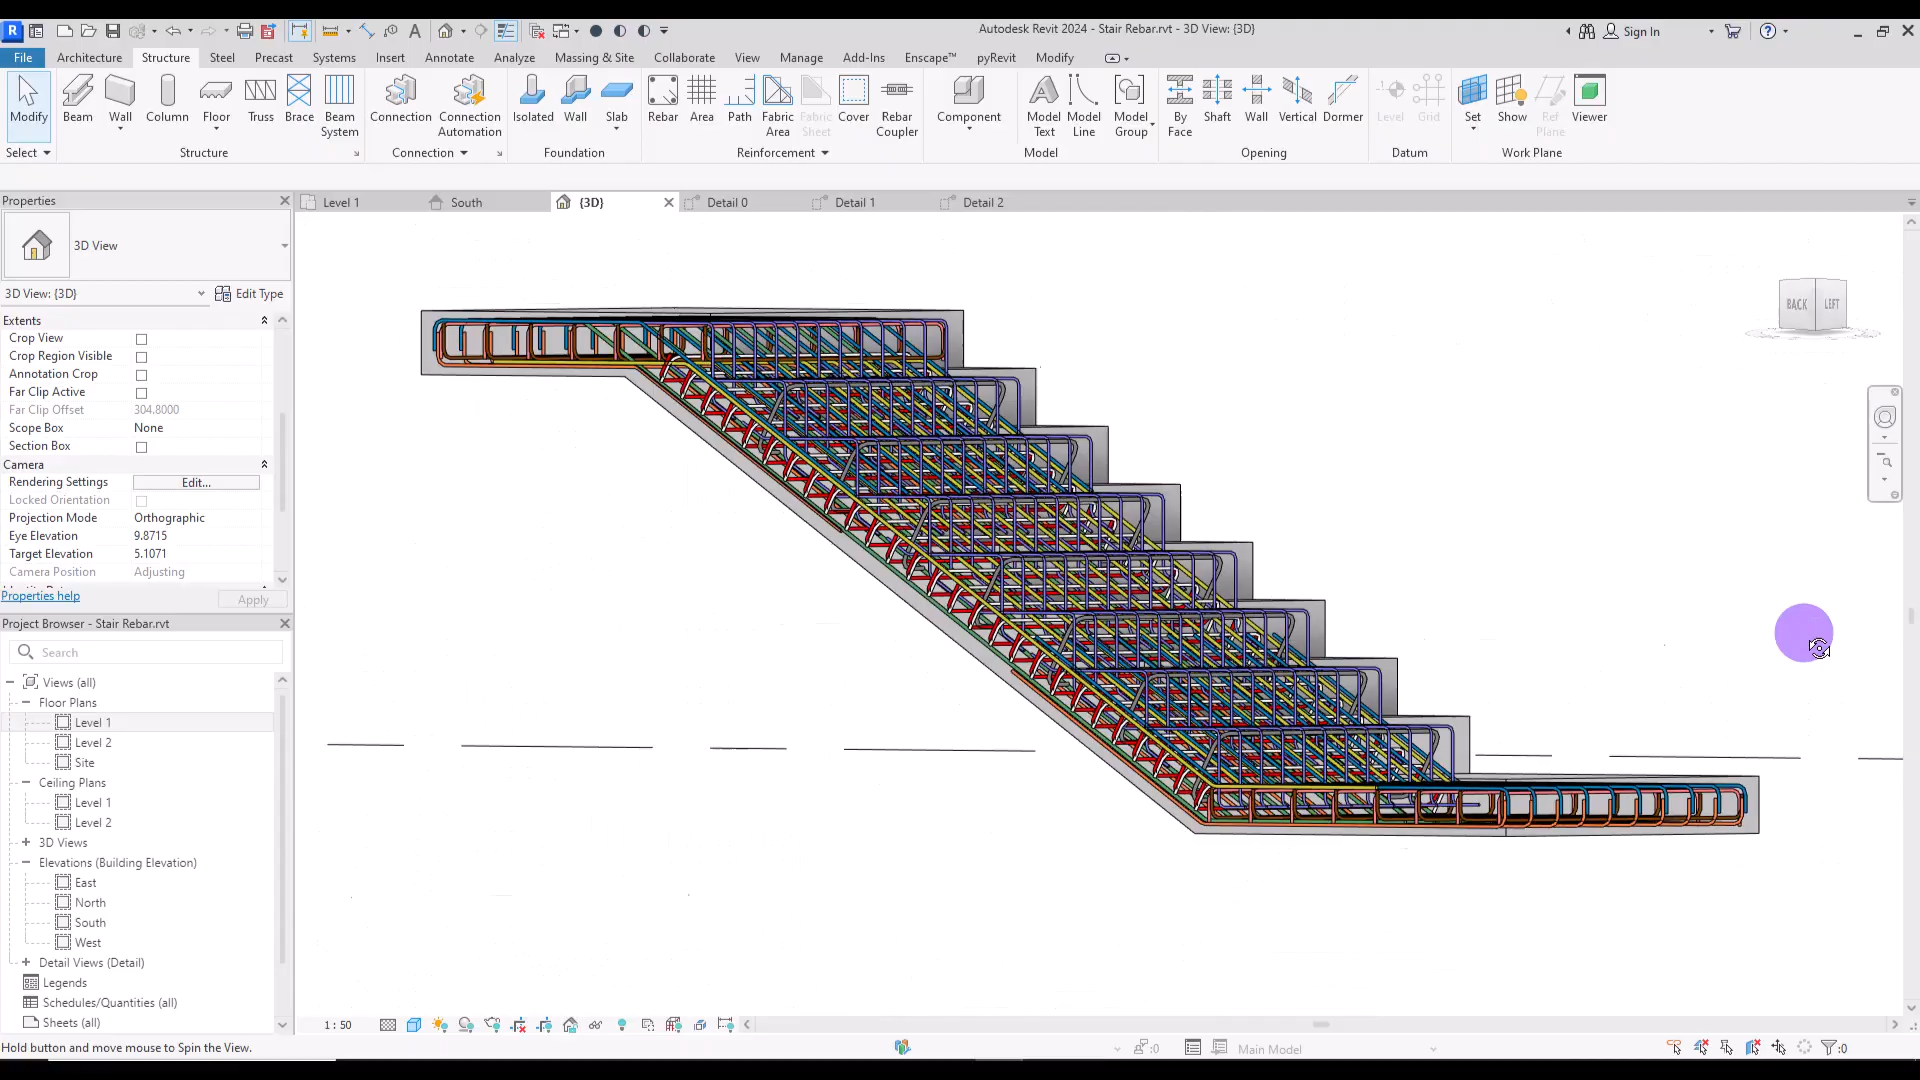 Autodesk Revit 2024 - Stair Rebar.rvt - 3D View: {3D}
Sign In
File Architecture Structure Steel Precast Systems Insert Annotate Analyze Massing & Site Collaborate View Manage Add-Ins Enscape™ pyRevit Modify
Modify
Beam
Wall
Column
Floor
Truss
Brace
Beam
System
Connection
Connection
Automation
Isolated
Wall
Slab
Rebar
Area
Path
Fabric
Area
Fabric
Sheet
Cover
Rebar
Coupler
Component
Model
Text
Model
Line
Model
Group
By
Face
Shaft
Wall
Vertical
Dormer
Level
Grid
Set
Show
Ref
Plane
Viewer
Select Structure Connection Foundation Reinforcement Model Opening Datum Work Plane
Properties
Level 1
South
{3D}
Detail 0
Detail 1
Detail 2
3D View
3D View: {3D}
Edit Type
Extents
Crop View
Crop Region Visible
Annotation Crop
Far Clip Active
Far Clip Offset 304.8000
Scope Box None
Section Box
Camera
Rendering Settings Edit...
Locked Orientation
Projection Mode Orthographic
Eye Elevation 9.8715
Target Elevation 5.1071
Camera Position Adjusting
Properties help
Apply
Project Browser - Stair Rebar.rvt
Search
Views (all)
Floor Plans
Level 1
Level 2
Site
Ceiling Plans
Level 1
Level 2
3D Views
Elevations (Building Elevation)
East
North
South
West
Detail Views (Detail)
Legends
Schedules/Quantities (all)
Sheets (all)
BACK
LEFT
1 : 50
Hold button and move mouse to Spin the View.
:0
Main Model
:0